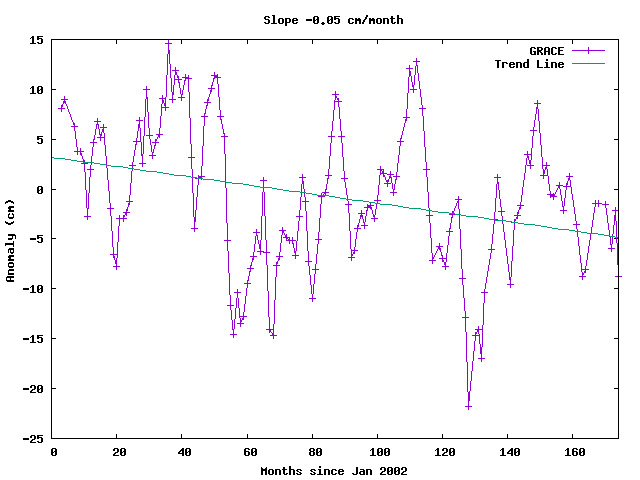 Slope -0.05 cm/month
GRACE
Trend Line
15
10
5
0
-5
-10
-15
-20
-25
Anomaly (cm)
0 20 40 60 80 100 120 140 160
Months since Jan 2002